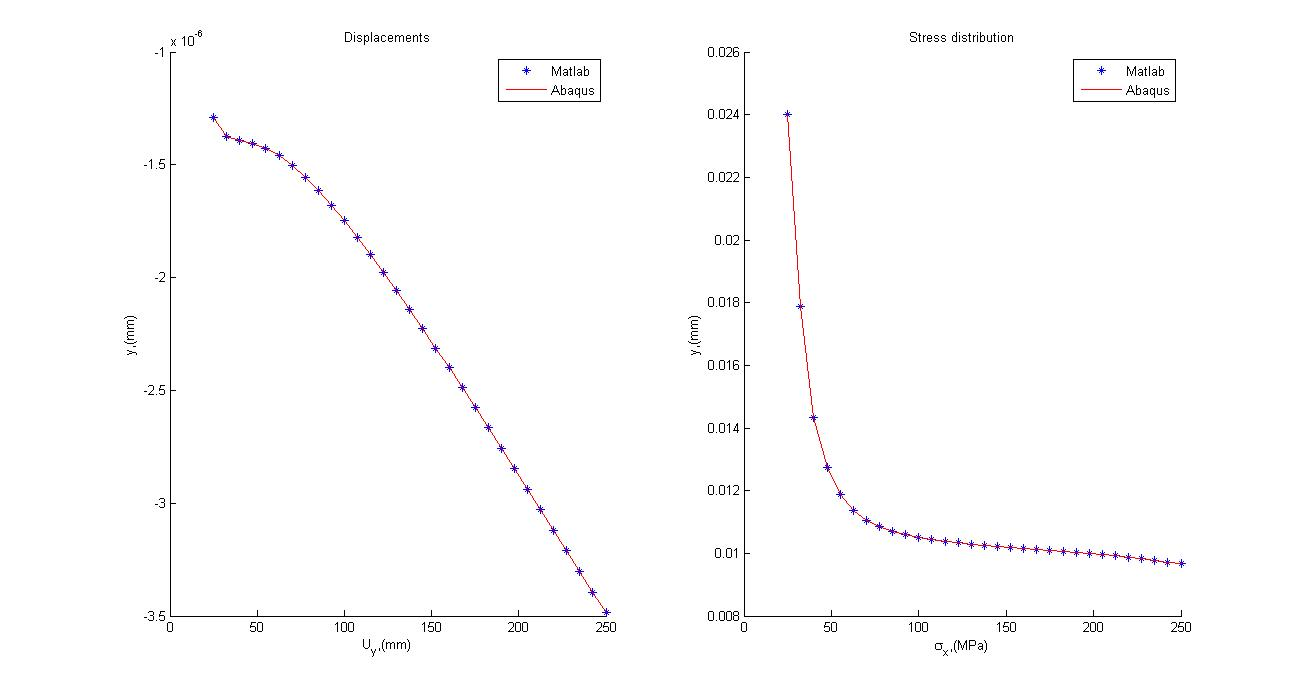 Displacements
x 10^-6
-1
-1.5
-2
-2.5
-3
-3.5
0 50 100 150 200 250
y,(mm)
U_y,(mm)
Matlab
Abaqus
Stress distribution
0.026
0.024
0.022
0.02
0.018
0.016
0.014
0.012
0.01
0.008
0 50 100 150 200 250
y,(mm)
σ_x,(MPa)
Matlab
Abaqus